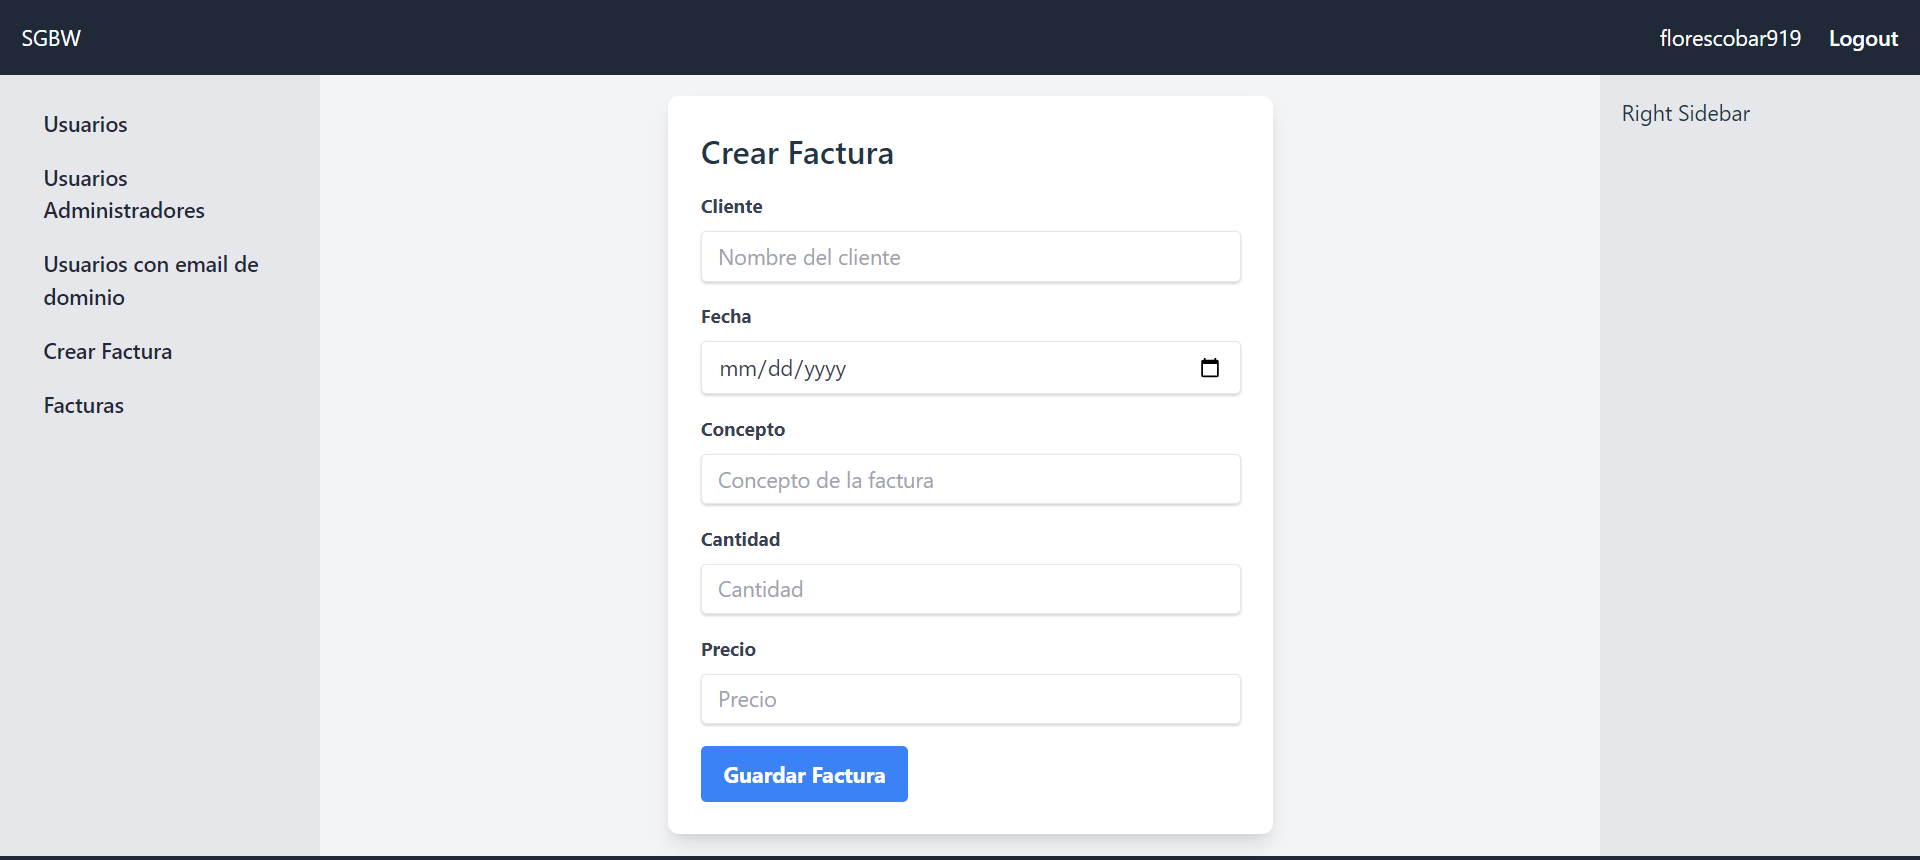 SGBW
florescobar919 Logout
Usuarios
Usuarios
Administradores
Usuarios con email de
dominio
Crear Factura
Facturas
Crear Factura
Cliente
Nombre del cliente
Fecha
mm/dd/yyyy
Concepto
Concepto de la factura
Cantidad
Cantidad
Precio
Precio
Guardar Factura
Right Sidebar